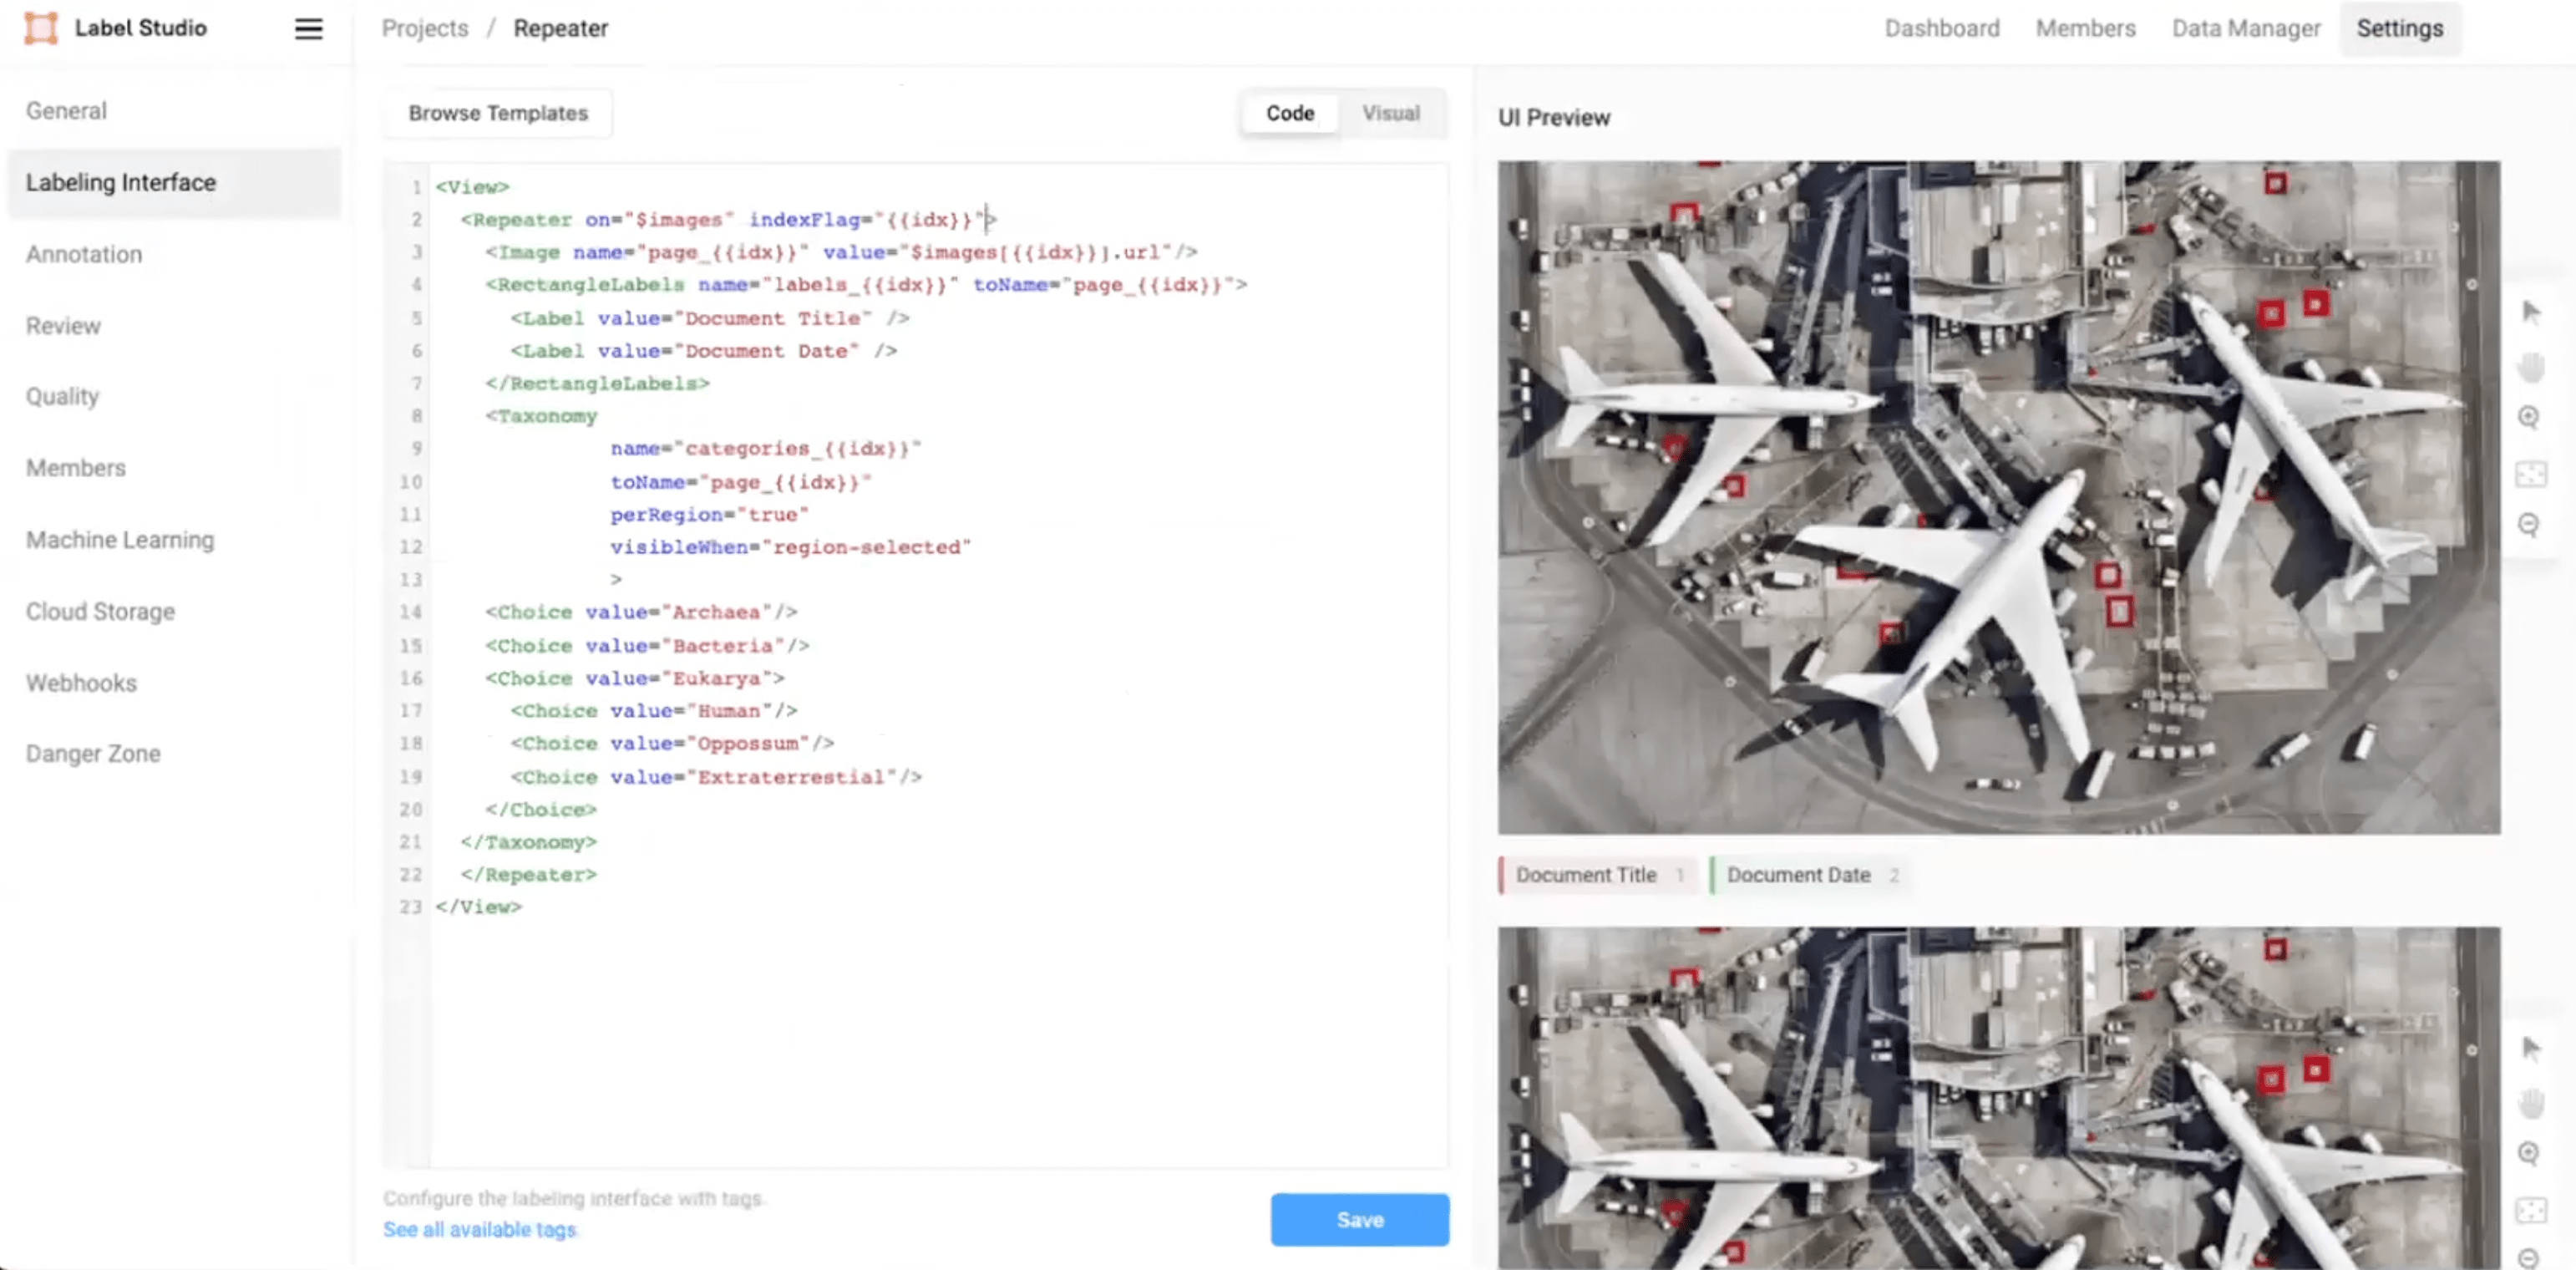 Label Studio
Projects / Repeater
Dashboard Members Data Manager Settings
General
Labeling Interface
Annotation
Review
Quality
Members
Machine Learning
Cloud Storage
Webhooks
Danger Zone
Browse Templates
Code Visual
1 <View>
2 <Repeater on="$images" indexFlag="{{idx}}">
3 <Image name="page_{{idx}}" value="$images[{{idx}}].url"/>
4 <RectangleLabels name="labels_{{idx}}" toName="page_{{idx}}">
5 <Label value="Document Title" />
6 <Label value="Document Date" />
7 </RectangleLabels>
8 <Taxonomy
9 name="categories_{{idx}}"
10 toName="page_{{idx}}"
11 perRegion="true"
12 visibleWhen="region-selected"
13 >
14 <Choice value="Archaea"/>
15 <Choice value="Bacteria"/>
16 <Choice value="Eukarya">
17 <Choice value="Human"/>
18 <Choice value="Oppossum"/>
19 <Choice value="Extraterrestial"/>
20 </Choice>
21 </Taxonomy>
22 </Repeater>
23 </View>
Configure the labeling interface with tags.
See all available tags.
Save
UI Preview
Document Title 1 Document Date 2